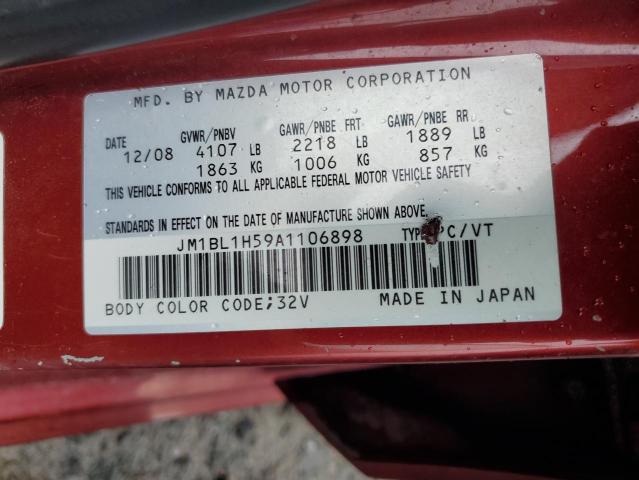 MFD. BY MAZDA MOTOR CORPORATION
DATE GVWR/PNBV GAWR/PNBE FRT GAWR/PNBE RR
12/08 4107 LB 2218 LB 1889 LB
1863 KG 1006 KG 857 KG
THIS VEHICLE CONFORMS TO ALL APPLICABLE FEDERAL MOTOR VEHICLE SAFETY
STANDARDS IN EFFECT ON THE DATE OF MANUFACTURE SHOWN ABOVE.
JM1BL1H59A1106898 TYPE PC/VT
BODY COLOR CODE;32V MADE IN JAPAN